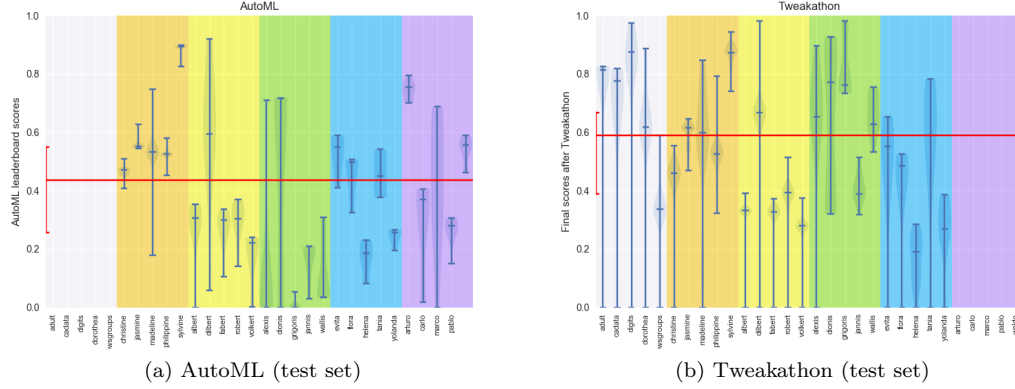 AutoML
AutoML leaderboard scores
1.0
0.8
0.6
0.4
0.2
0.0
adult
cadata
digits
dorothea
wsgroups
christine
jasmine
madeline
philippine
sylvine
albert
dilbert
fabert
robert
volkert
alexis
dionis
grigoris
jannis
wallis
evita
flora
helena
tania
yolanda
arturo
carlo
marco
pablo
(a) AutoML (test set)
Tweakathon
Final scores after Tweakathon
1.0
0.8
0.6
0.4
0.2
0.0
adult
cadata
digits
dorothea
wsgroups
christine
jasmine
madeline
philippine
sylvine
albert
dilbert
fabert
robert
volkert
alexis
dionis
grigoris
jannis
wallis
evita
flora
helena
tania
yolanda
arturo
carlo
marco
pablo
(b) Tweakathon (test set)